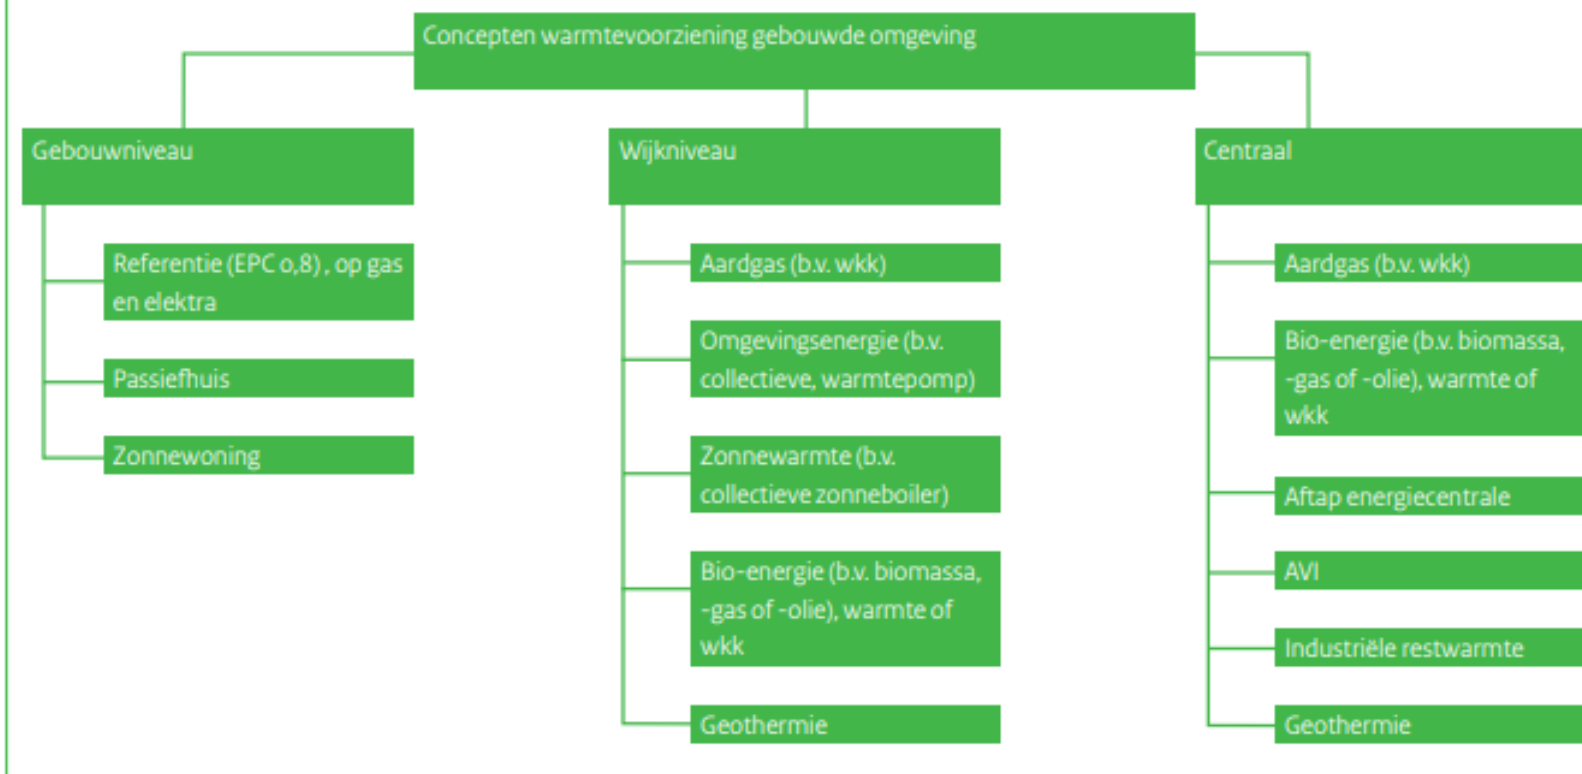 Concepten warmtevoorziening gebouwde omgeving
Gebouwniveau
Referentie (EPC 0,8) , op gas
en elektra
Passiefhuis
Zonnewoning
Wijkniveau
Aardgas (b.v. wkk)
Omgevingsenergie (b.v.
collectieve, warmtepomp)
Zonnewarmte (b.v.
collectieve zonneboiler)
Bio-energie (b.v. biomassa,
-gas of -olie), warmte of
wkk
Geothermie
Centraal
Aardgas (b.v. wkk)
Bio-energie (b.v. biomassa,
-gas of -olie), warmte of
wkk
Aftap energiecentrale
AVI
Industriële restwarmte
Geothermie